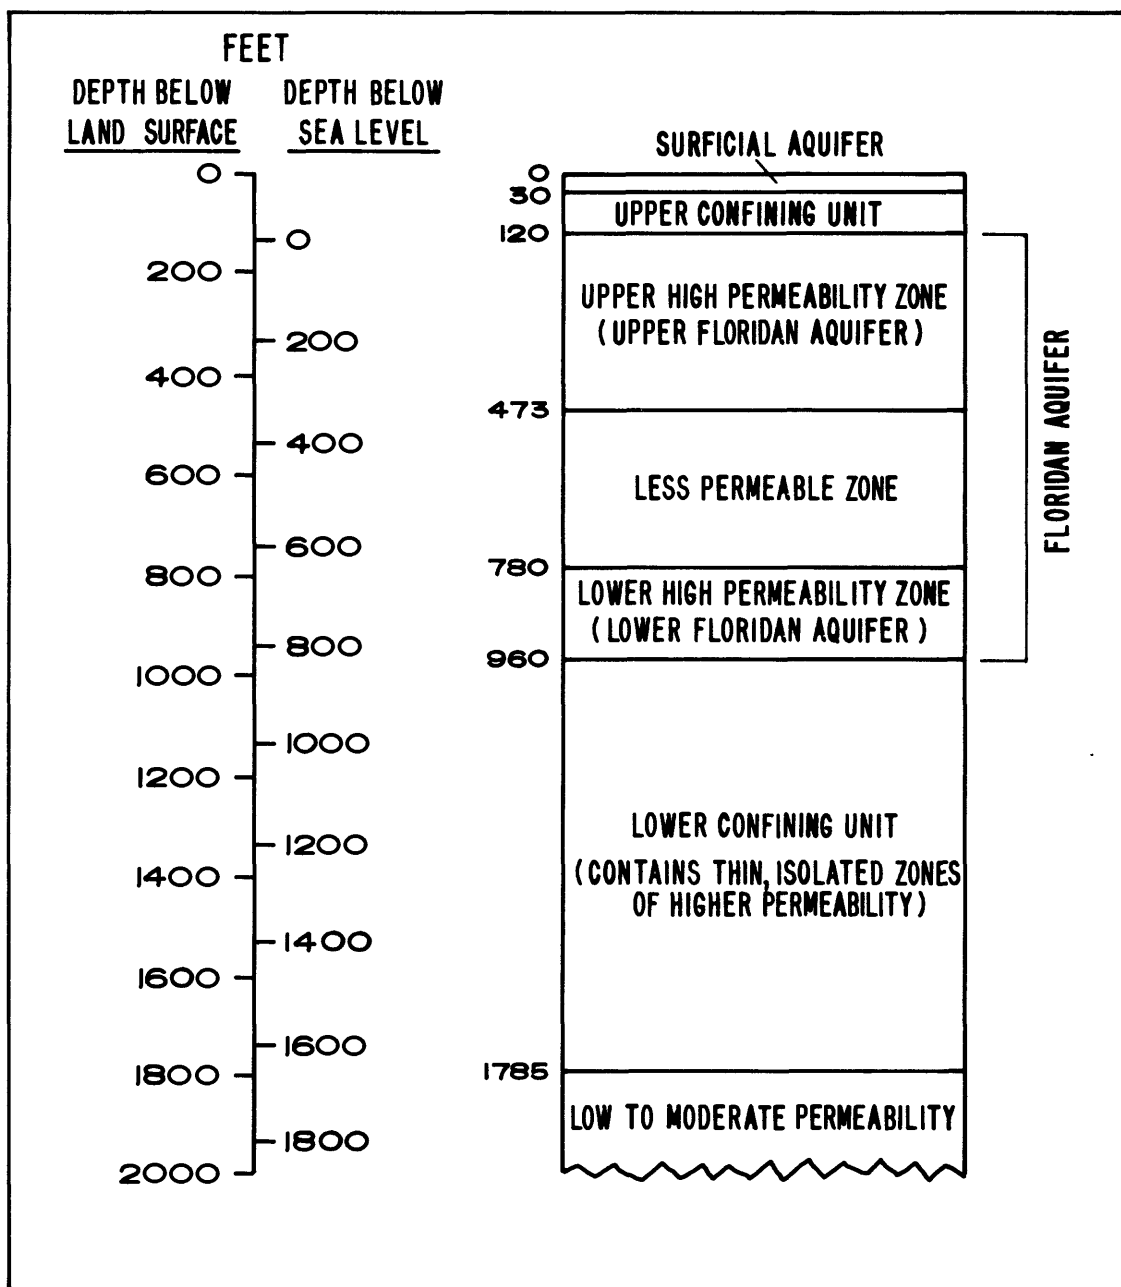 FEET
DEPTH BELOW
LAND SURFACE
DEPTH BELOW
SEA LEVEL
0
200
400
600
800
1000
1200
1400
1600
1800
2000
0
200
400
600
800
1000
1200
1400
1600
1800
SURFICIAL AQUIFER
0
30
UPPER CONFINING UNIT
120
UPPER HIGH PERMEABILITY ZONE
(UPPER FLORIDAN AQUIFER)
473
LESS PERMEABLE ZONE
780
LOWER HIGH PERMEABILITY ZONE
(LOWER FLORIDAN AQUIFER)
960
LOWER CONFINING UNIT
(CONTAINS THIN, ISOLATED ZONES
OF HIGHER PERMEABILITY)
1785
LOW TO MODERATE PERMEABILITY
FLORIDAN AQUIFER